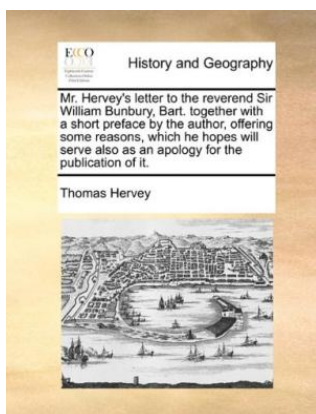 ECCO
History and Geography
Mr. Hervey's letter to the reverend Sir
William Bunbury, Bart. together with
a short preface by the author, offering
some reasons, which he hopes will
serve also as an apology for the
publication of it.
Thomas Hervey